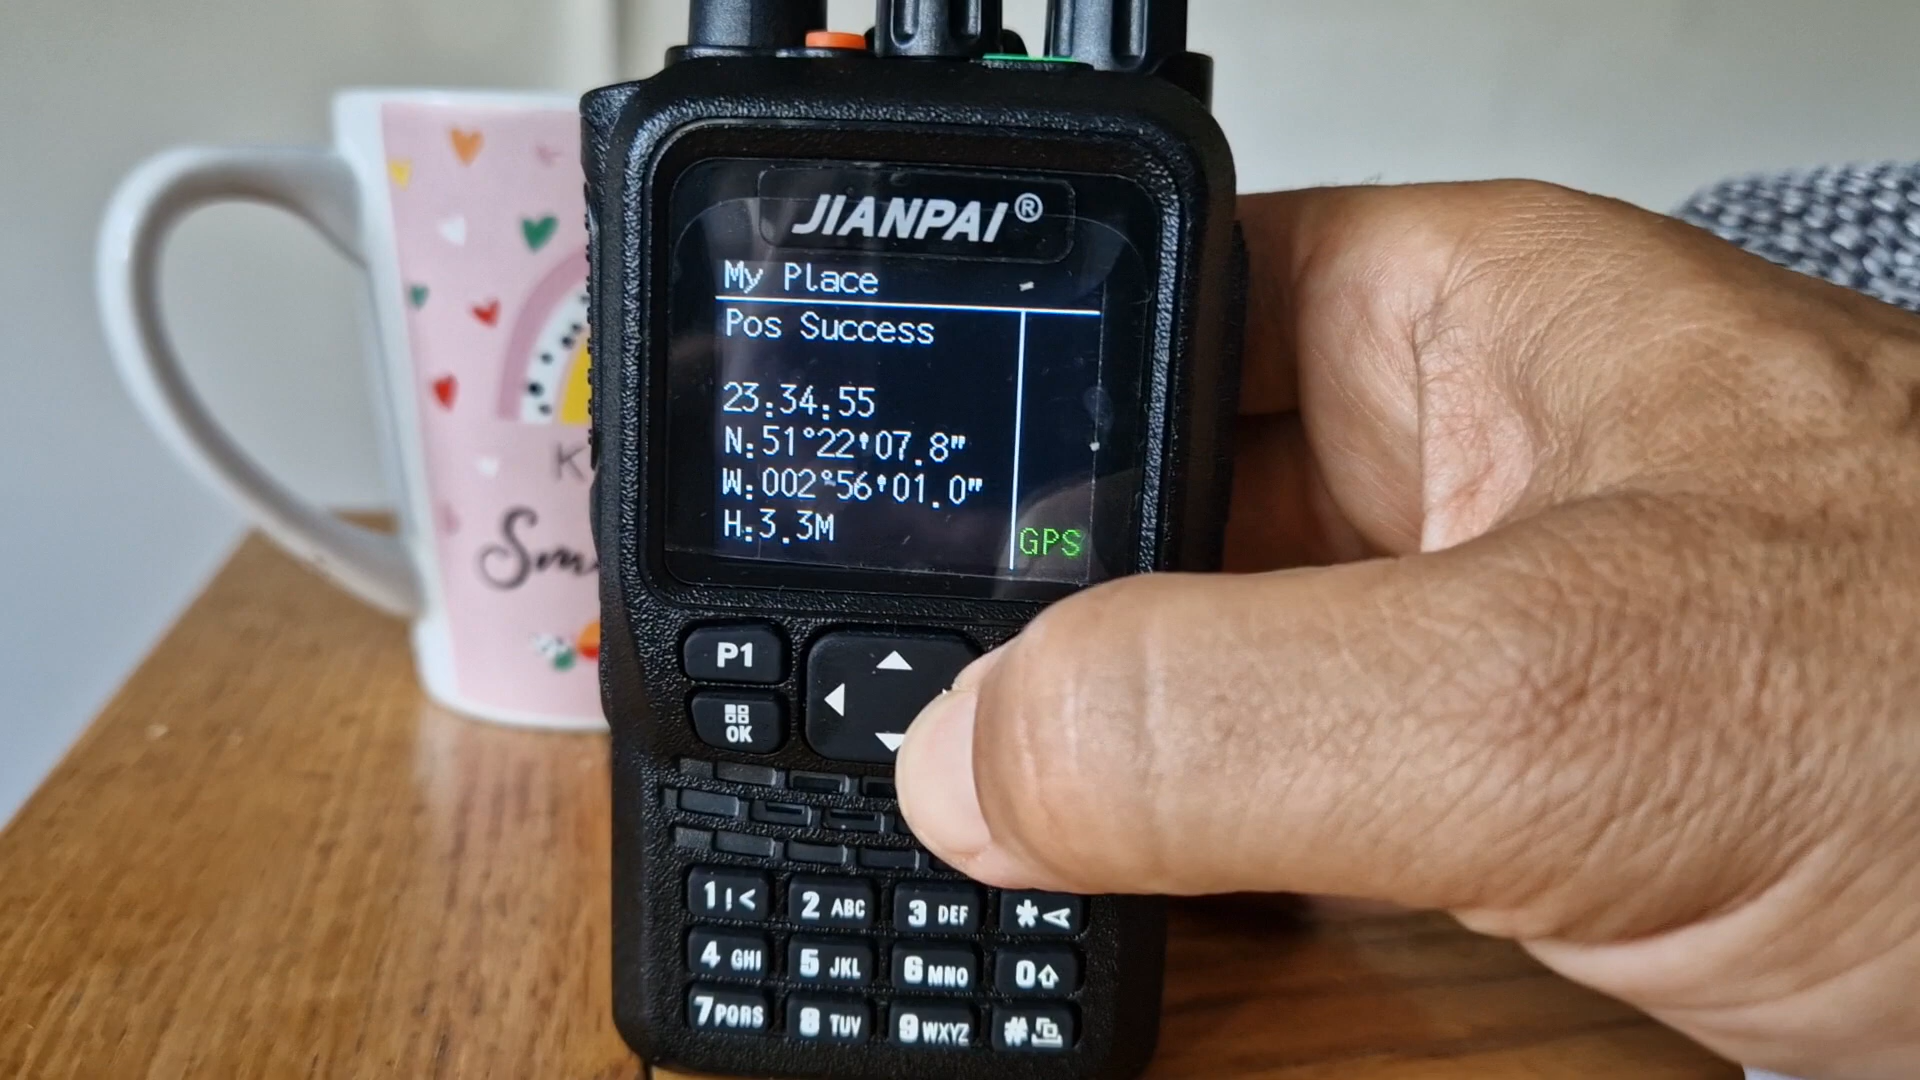 JIANPAI®
My Place
Pos Success
23:34:55
N:51°22'07.8"
W:002°56'01.0"
H:3.3M
GPS
K
Sm
P1
OK
1 !<
2 ABC
3 DEF
*<
4 GHI
5 JKL
6 MNO
0
7 PQRS
8 TUV
9 WXYZ
#